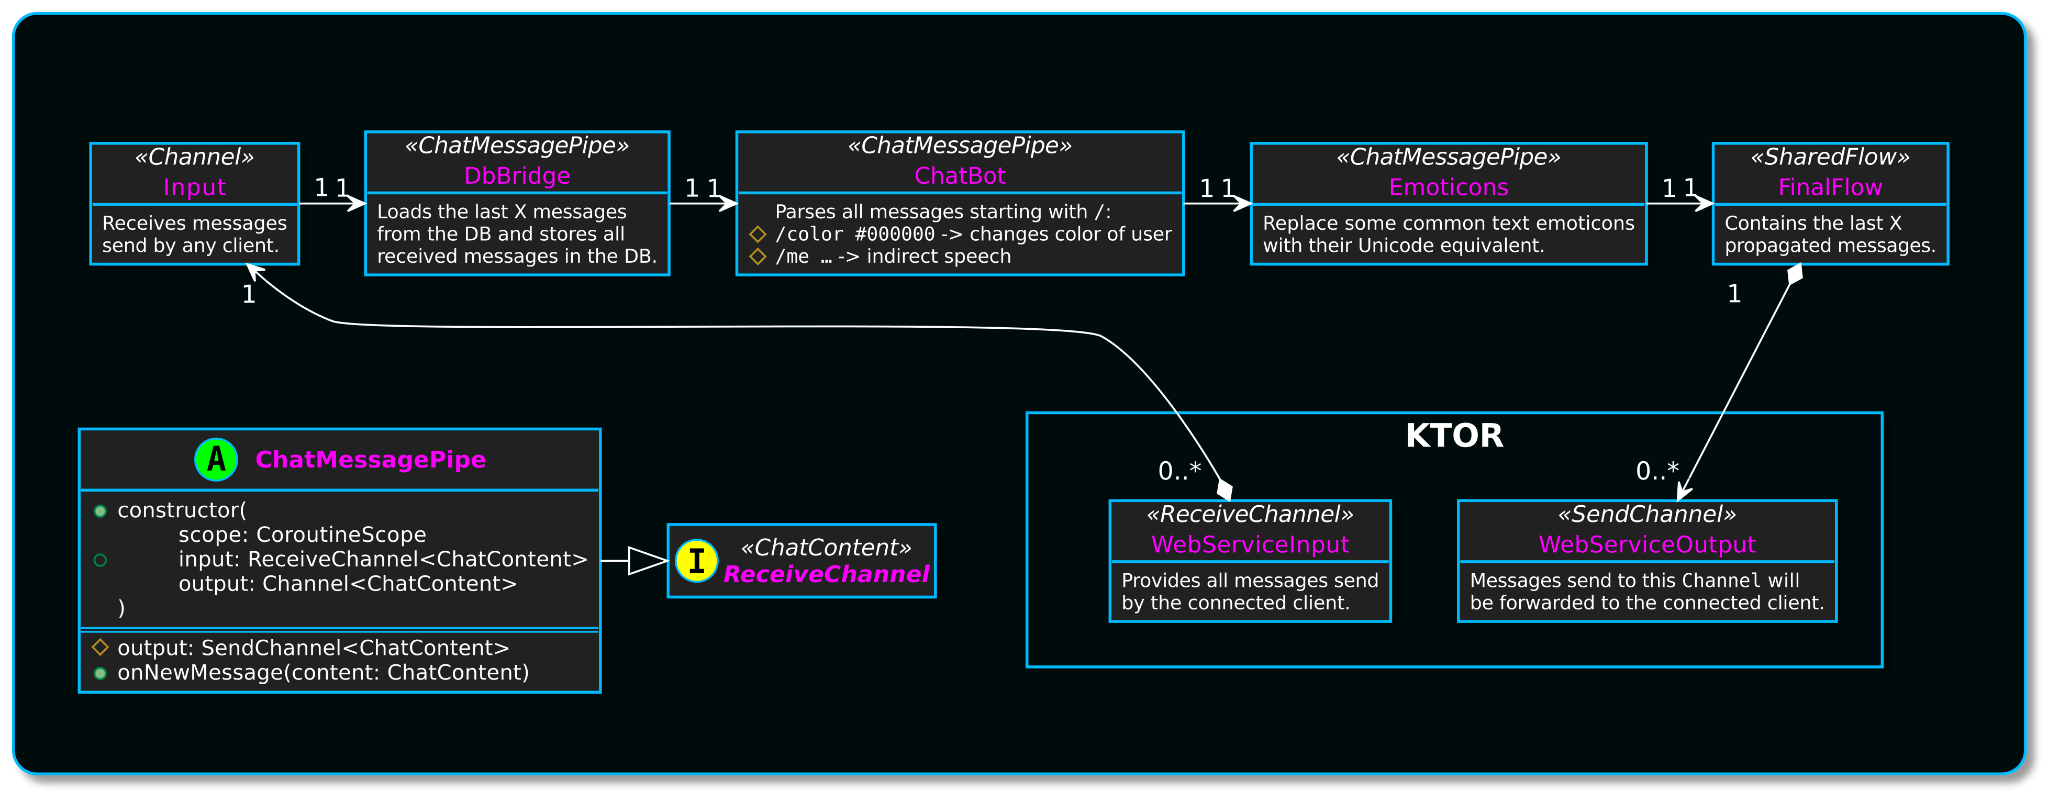 «Channel»
Input
Receives messages
send by any client.
1 1
«ChatMessagePipe»
DbBridge
Loads the last X messages
from the DB and stores all
received messages in the DB.
1 1
«ChatMessagePipe»
ChatBot
Parses all messages starting with /:
/color #000000 -> changes color of user
/me … -> indirect speech
1 1
«ChatMessagePipe»
Emoticons
Replace some common text emoticons
with their Unicode equivalent.
1 1
«SharedFlow»
FinalFlow
Contains the last X
propagated messages.
1
1
A ChatMessagePipe
constructor(
scope: CoroutineScope
input: ReceiveChannel<ChatContent>
output: Channel<ChatContent>
)
output: SendChannel<ChatContent>
onNewMessage(content: ChatContent)
I
«ChatContent»
ReceiveChannel
KTOR
0..*
«ReceiveChannel»
WebServiceInput
Provides all messages send
by the connected client.
0..*
«SendChannel»
WebServiceOutput
Messages send to this Channel will
be forwarded to the connected client.